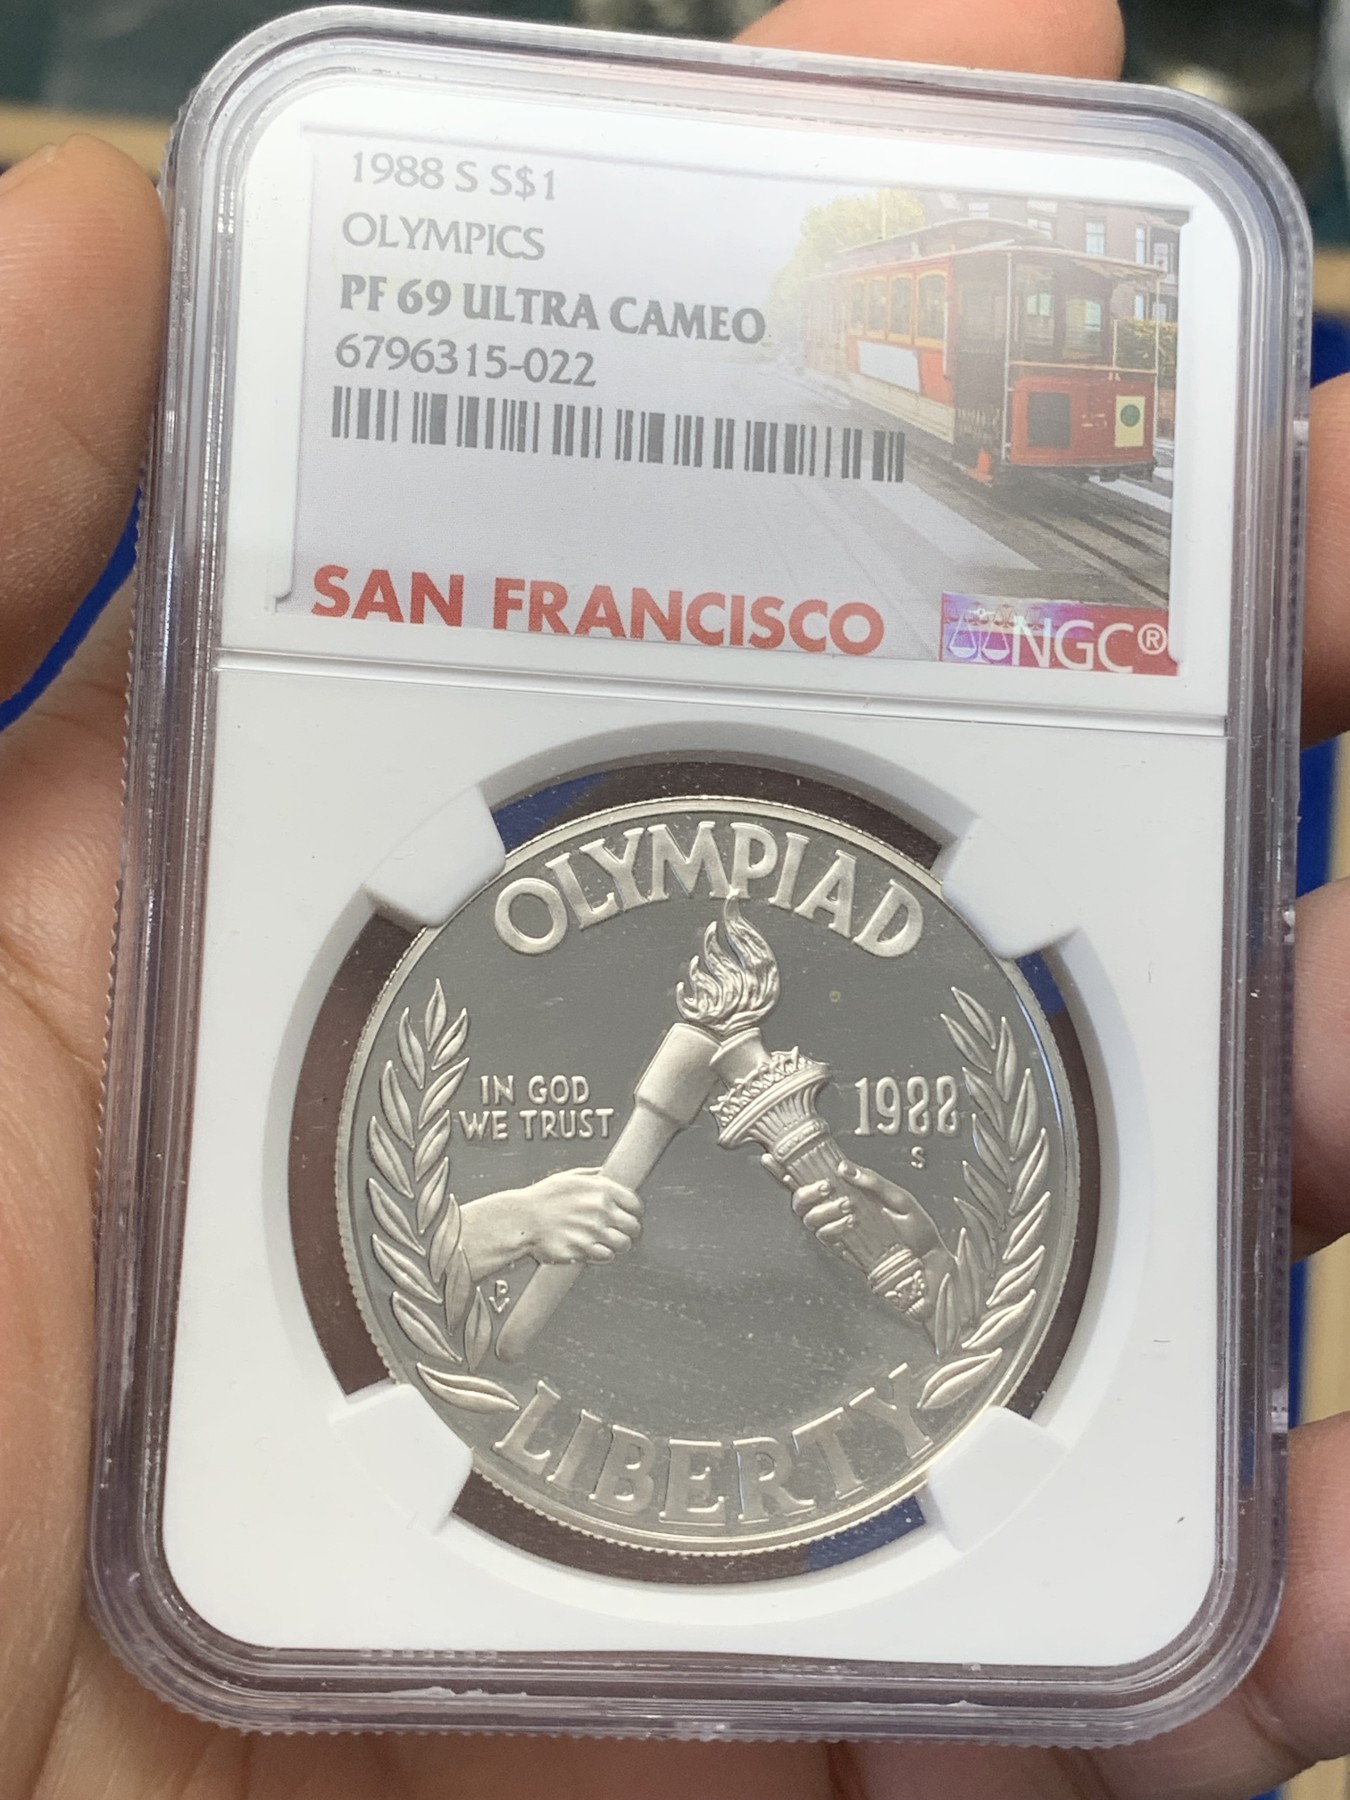 1988 S S$1
OLYMPICS
PF 69 ULTRA CAMEO
6796315-022
SAN FRANCISCO
NGC®
OLYMPIAD
IN GOD
WE TRUST
1988
S
P
LIBERTY